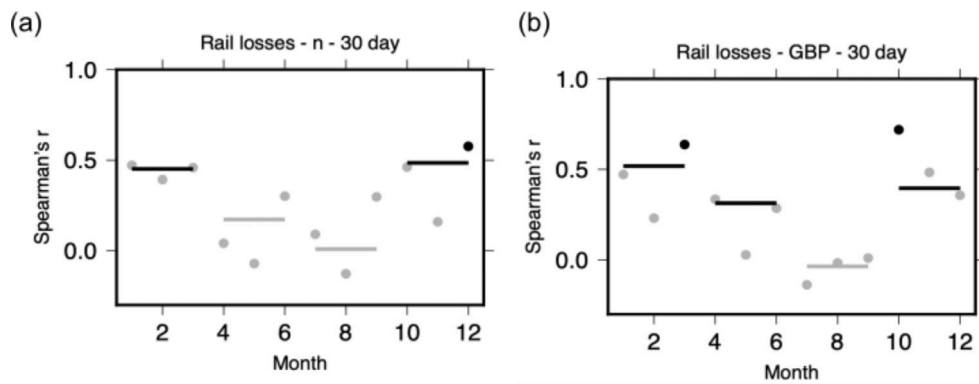 (a)
Rail losses - n - 30 day
1.0
0.5
0.0
Spearman's r
2 4 6 8 10 12
Month
(b)
Rail losses - GBP - 30 day
1.0
0.5
0.0
Spearman's r
2 4 6 8 10 12
Month